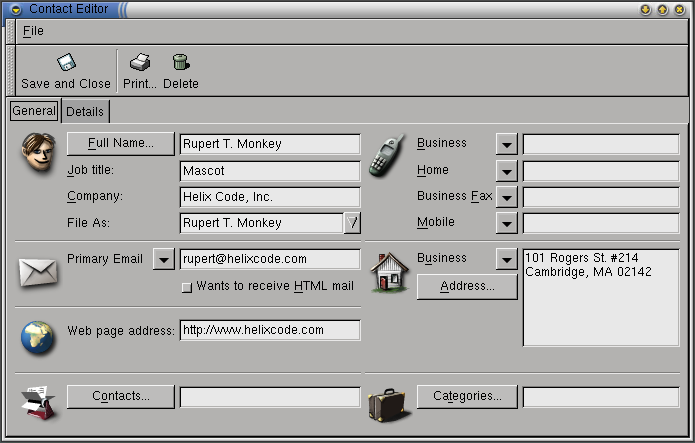 Contact Editor
File
Save and Close Print... Delete
General Details
Full Name... Rupert T. Monkey Business
Job title: Mascot Home
Company: Helix Code, Inc. Business Fax
File As: Rupert T. Monkey Mobile
Primary Email rupert@helixcode.com Business 101 Rogers St. #214
Cambridge, MA 02142
Wants to receive HTML mail Address...
Web page address: http://www.helixcode.com
Contacts... Categories...